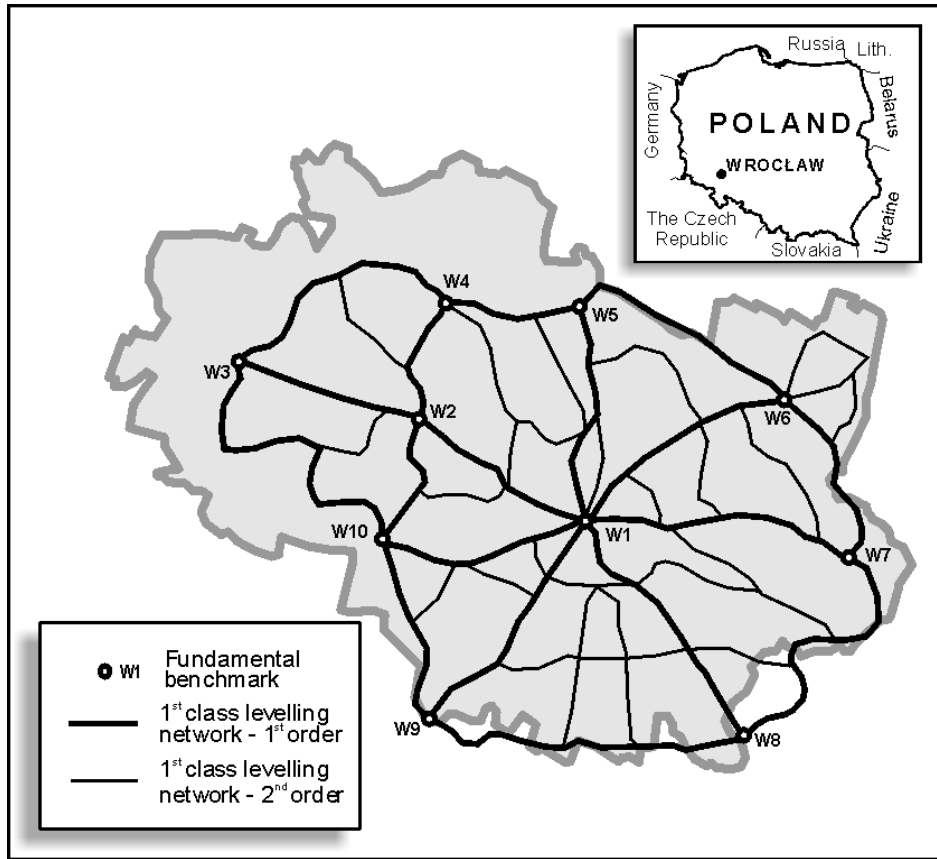 Russia
Lith.
Belarus
Germany
POLAND
WROCŁAW
Ukraine
The Czech
Republic
Slovakia
W4
W5
W3
W2
W6
W10
W1
W7
W9
W8
W1 Fundamental
benchmark
1st class levelling
network - 1st order
1st class levelling
network - 2nd order